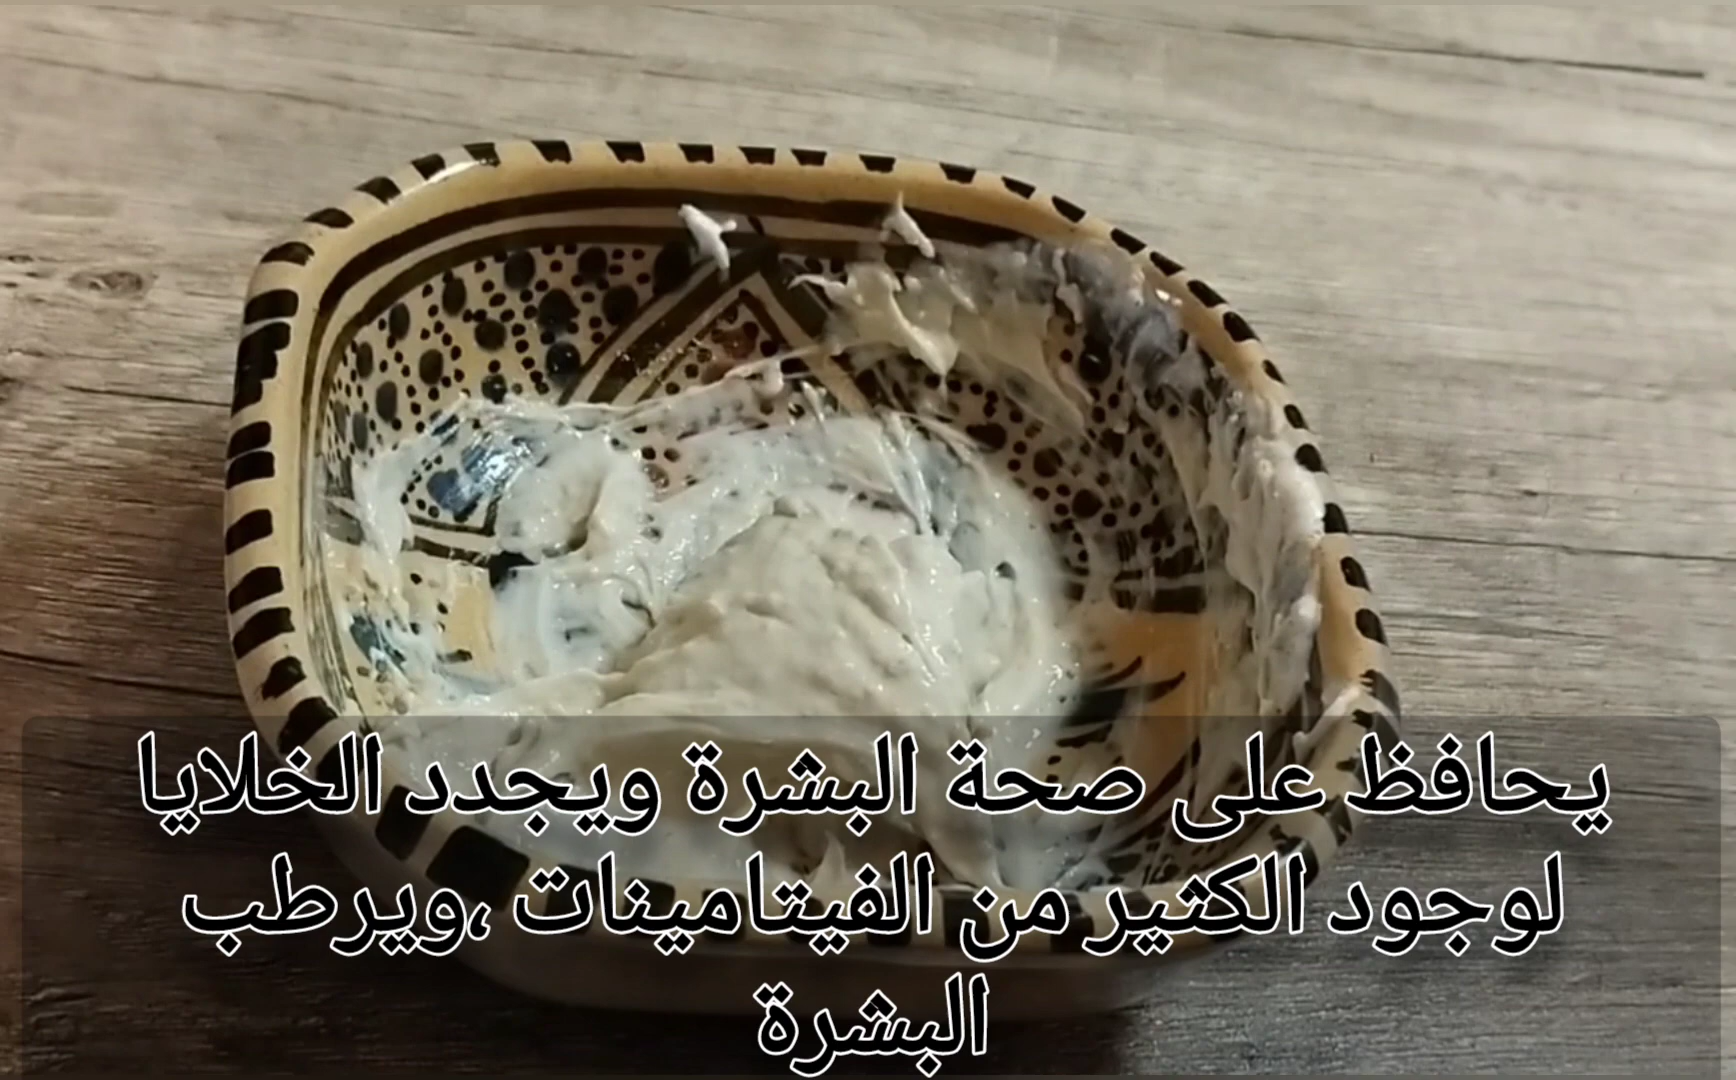 يحافظ على صحة البشرة ويجدد الخلايا
لوجود الكثير من الفيتامينات ،ويرطب
البشرة